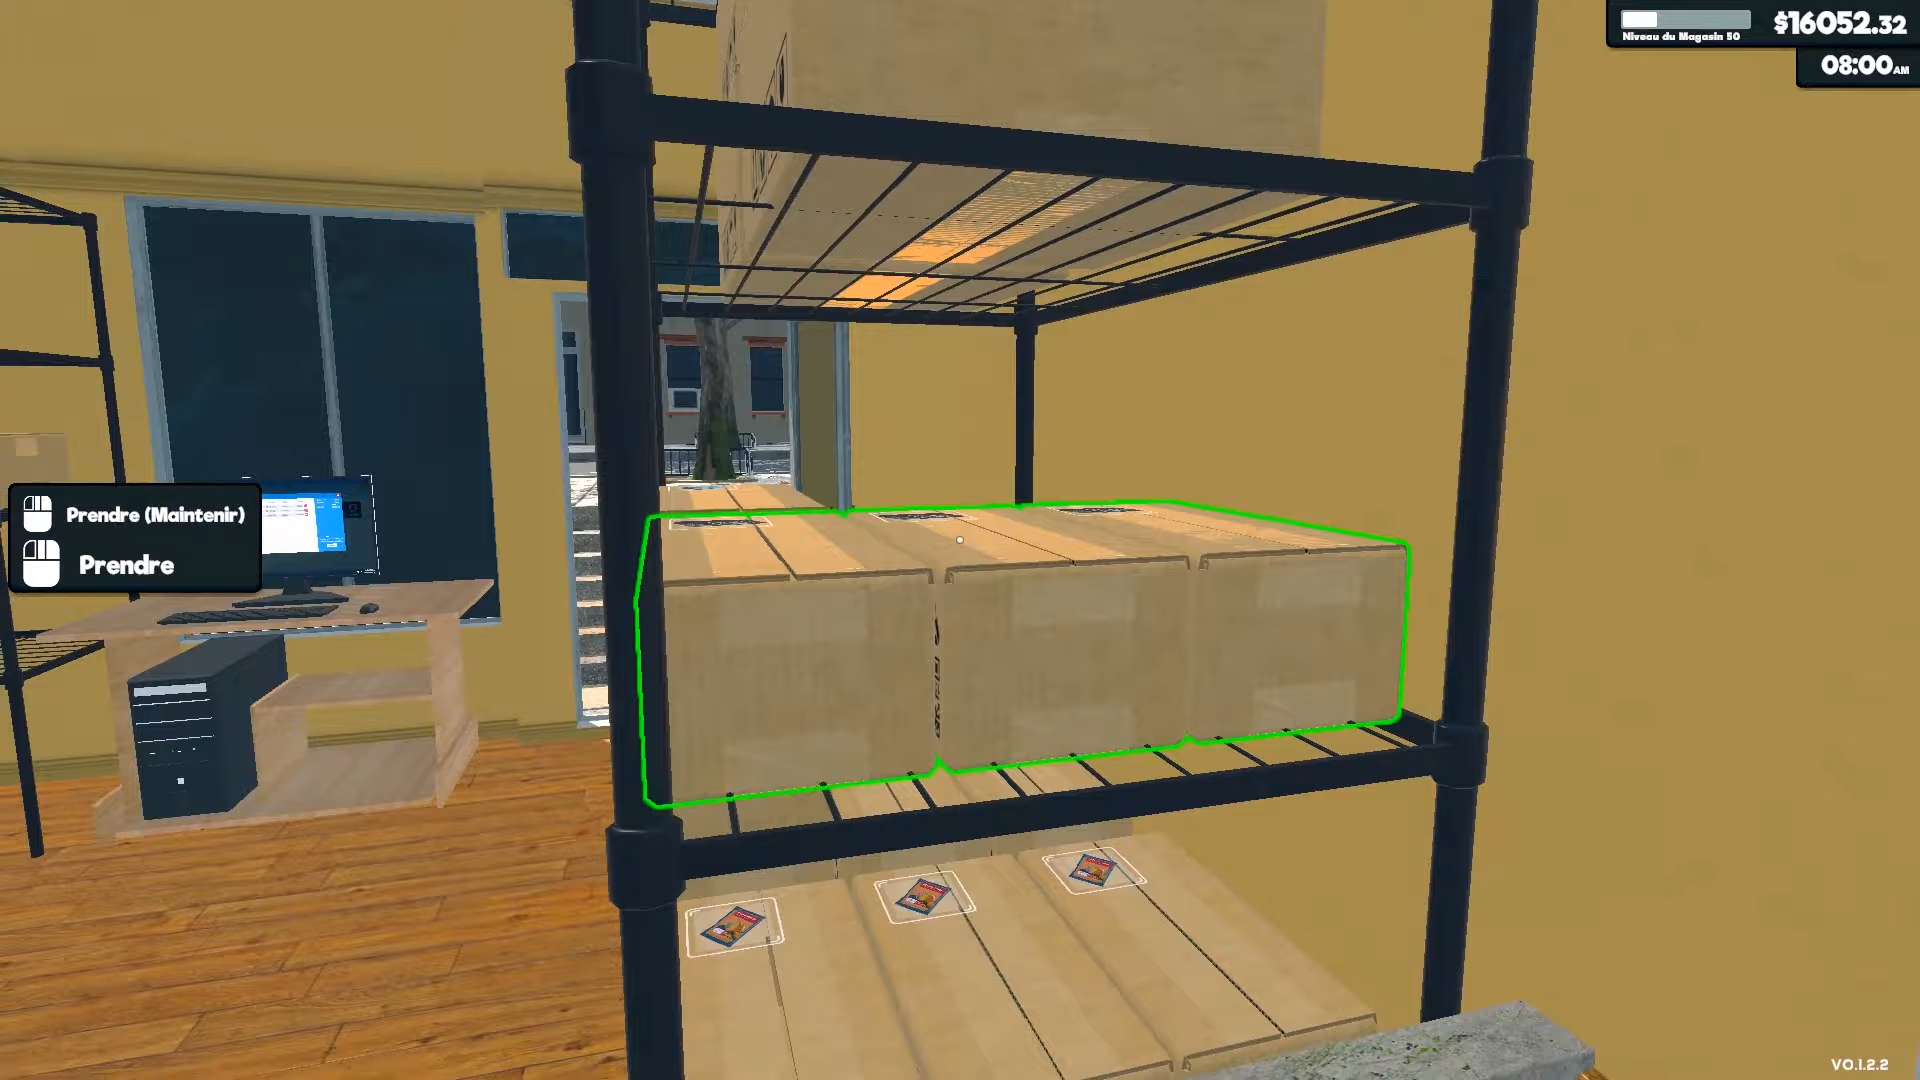 $16052.32
Niveau du Magasin 50
08:00AM
Prendre (Maintenir)
Prendre
V0.1.2.2